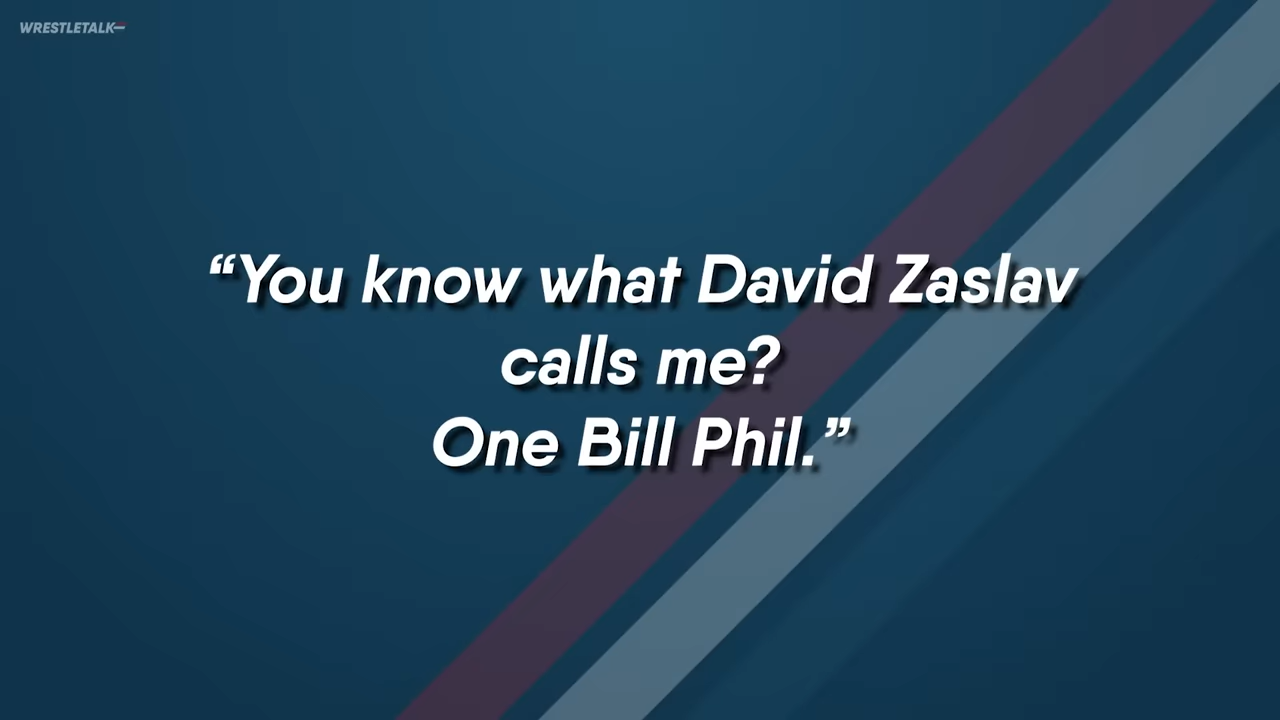 WRESTLETALK
“You know what David Zaslav
calls me?
One Bill Phil.”